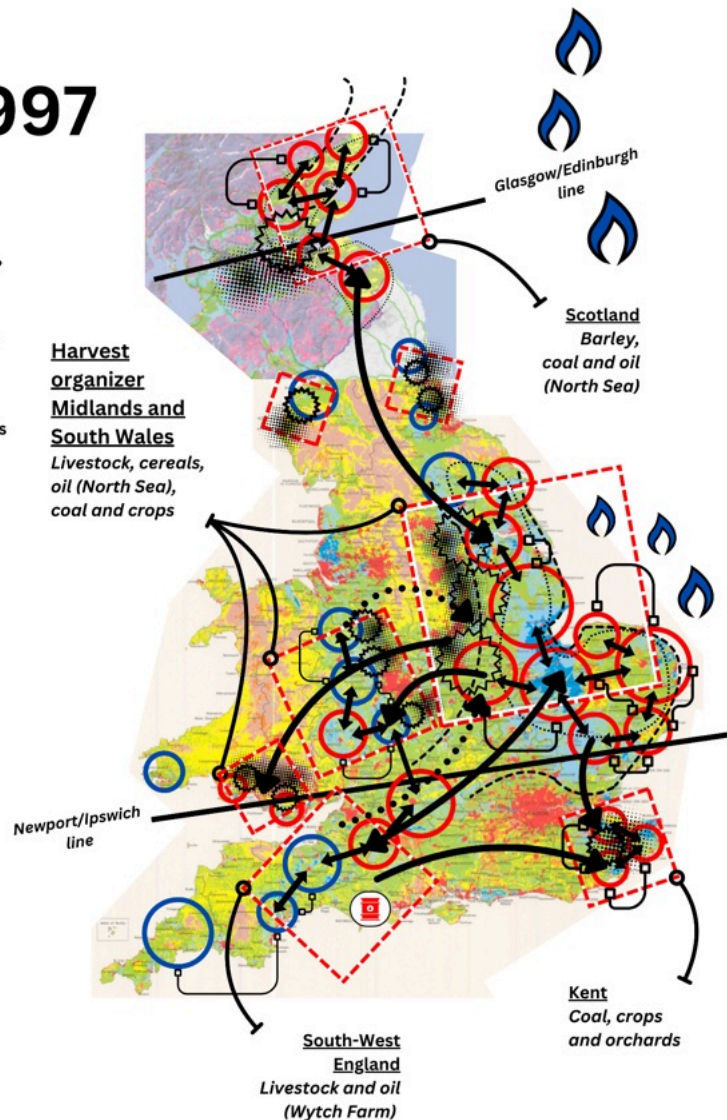 997
Glasgow/Edinburgh
line
Scotland
Barley,
coal and oil
(North Sea)
Harvest
organizer
Midlands and
South Wales
Livestock, cereals,
oil (North Sea),
coal and crops
s
Newport/Ipswich
line
Kent
Coal, crops
and orchards
South-West
England
Livestock and oil
(Wytch Farm)